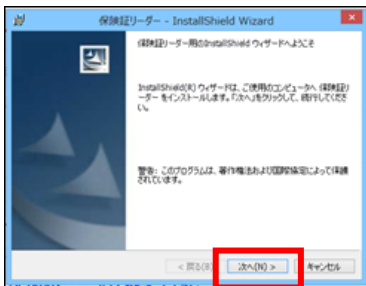 保険証リーダー - InstallShield Wizard
保険証リーダー用のInstallShield ウィザードへようこそ
InstallShield(R) ウィザードは、ご使用のコンピュータへ 保険証リ
ーダー をインストールします。「次へ」をクリックして、続行してくださ
い。
警告: このプログラムは、著作権法および国際協定によって保護
されています。
< 戻る(B)
次へ(N) >
キャンセル